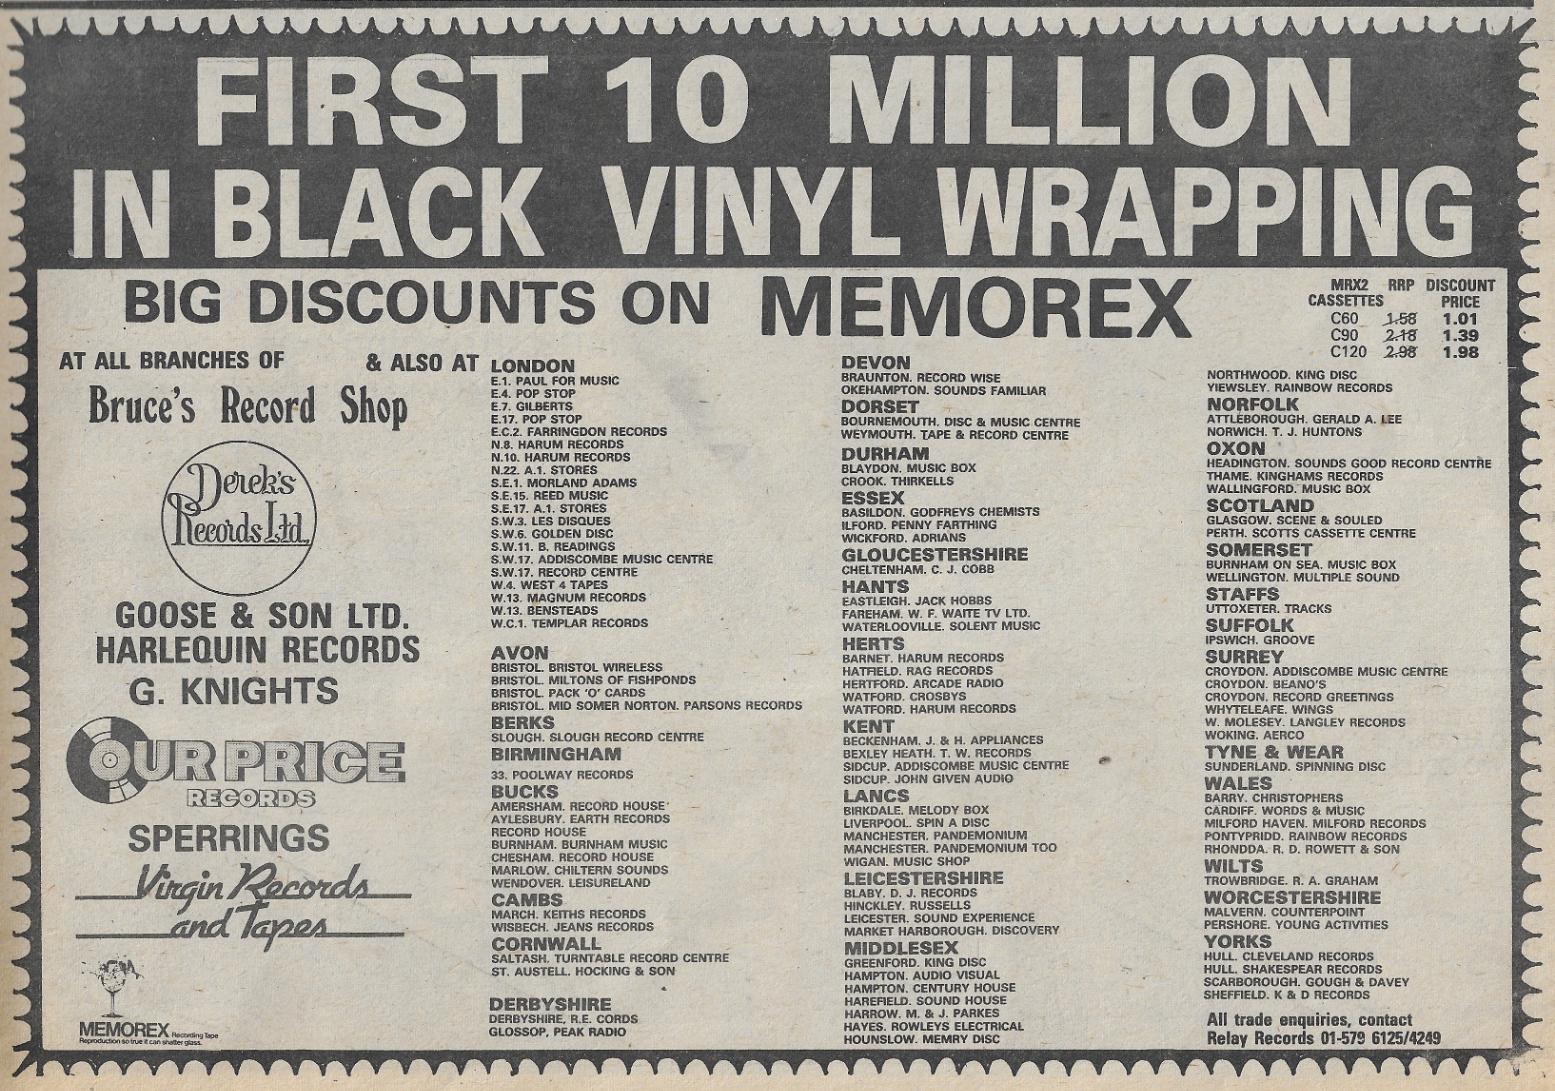 FIRST 10 MILLION
IN BLACK VINYL WRAPPING
BIG DISCOUNTS ON MEMOREX
MRX2 RRP DISCOUNT
CASSETTES PRICE
C60 1.58 1.01
C90 2.18 1.39
C120 2.98 1.98
AT ALL BRANCHES OF
Bruce's Record Shop
Derek's
Records Ltd.
GOOSE & SON LTD.
HARLEQUIN RECORDS
G. KNIGHTS
OUR PRICE
RECORDS
SPERRINGS
Virgin Records
and Tapes
MEMOREX Recording Tape
Reproduction so true it can shatter glass.
& ALSO AT
LONDON
E.1. PAUL FOR MUSIC
E.4. POP STOP
E.7. GILBERTS
E.17. POP STOP
E.C.2. FARRINGDON RECORDS
N.8. HARUM RECORDS
N.10. HARUM RECORDS
N.22. A.1. STORES
S.E.1. MORLAND ADAMS
S.E.15. REED MUSIC
S.E.17. A.1. STORES
S.W.3. LES DISQUES
S.W.6. GOLDEN DISC
S.W.11. B. READINGS
S.W.17. ADDISCOMBE MUSIC CENTRE
S.W.17. RECORD CENTRE
W.4. WEST 4 TAPES
W.13. MAGNUM RECORDS
W.13. BENSTEADS
W.C.1. TEMPLAR RECORDS
AVON
BRISTOL. BRISTOL WIRELESS
BRISTOL. MILTONS OF FISHPONDS
BRISTOL. PACK 'O' CARDS
BRISTOL. MID SOMER NORTON. PARSONS RECORDS
BERKS
SLOUGH. SLOUGH RECORD CENTRE
BIRMINGHAM
33. POOLWAY RECORDS
BUCKS
AMERSHAM. RECORD HOUSE
AYLESBURY. EARTH RECORDS
RECORD HOUSE
BURNHAM. BURNHAM MUSIC
CHESHAM. RECORD HOUSE
MARLOW. CHILTERN SOUNDS
WENDOVER. LEISURELAND
CAMBS
MARCH. KEITHS RECORDS
WISBECH. JEANS RECORDS
CORNWALL
SALTASH. TURNTABLE RECORD CENTRE
ST. AUSTELL. HOCKING & SON
DERBYSHIRE
DERBYSHIRE, R.E. CORDS
GLOSSOP, PEAK RADIO
DEVON
BRAUNTON. RECORD WISE
OKEHAMPTON. SOUNDS FAMILIAR
DORSET
BOURNEMOUTH. DISC & MUSIC CENTRE
WEYMOUTH. TAPE & RECORD CENTRE
DURHAM
BLAYDON. MUSIC BOX
CROOK. THIRKELLS
ESSEX
BASILDON. GODFREYS CHEMISTS
ILFORD. PENNY FARTHING
WICKFORD. ADRIANS
GLOUCESTERSHIRE
CHELTENHAM. C. J. COBB
HANTS
EASTLEIGH. JACK HOBBS
FAREHAM. W. F. WAITE TV LTD.
WATERLOOVILLE. SOLENT MUSIC
HERTS
BARNET. HARUM RECORDS
HATFIELD. RAG RECORDS
HERTFORD. ARCADE RADIO
WATFORD. CROSBYS
WATFORD. HARUM RECORDS
KENT
BECKENHAM. J. & H. APPLIANCES
BEXLEY HEATH. T. W. RECORDS
SIDCUP. ADDISCOMBE MUSIC CENTRE
SIDCUP. JOHN GIVEN AUDIO
LANCS
BIRKDALE. MELODY BOX
LIVERPOOL. SPIN A DISC
MANCHESTER. PANDEMONIUM
MANCHESTER. PANDEMONIUM TOO
WIGAN. MUSIC SHOP
LEICESTERSHIRE
BLABY. D. J. RECORDS
HINCKLEY. RUSSELLS
LEICESTER. SOUND EXPERIENCE
MARKET HARBOROUGH. DISCOVERY
MIDDLESEX
GREENFORD. KING DISC
HAMPTON. AUDIO VISUAL
HAMPTON. CENTURY HOUSE
HAREFIELD. SOUND HOUSE
HARROW. M. & J. PARKES
HAYES. ROWLEYS ELECTRICAL
HOUNSLOW. MEMRY DISC
NORTHWOOD. KING DISC
YIEWSLEY. RAINBOW RECORDS
NORFOLK
ATTLEBOROUGH. GERALD A. LEE
NORWICH. T. J. HUNTONS
OXON
HEADINGTON. SOUNDS GOOD RECORD CENTRE
THAME. KINGHAMS RECORDS
WALLINGFORD. MUSIC BOX
SCOTLAND
GLASGOW. SCENE & SOULED
PERTH. SCOTTS CASSETTE CENTRE
SOMERSET
BURNHAM ON SEA. MUSIC BOX
WELLINGTON. MULTIPLE SOUND
STAFFS
UTTOXETER. TRACKS
SUFFOLK
IPSWICH. GROOVE
SURREY
CROYDON. ADDISCOMBE MUSIC CENTRE
CROYDON. BEANO'S
CROYDON. RECORD GREETINGS
WHYTELEAFE. WINGS
W. MOLESEY. LANGLEY RECORDS
WOKING. AERCO
TYNE & WEAR
SUNDERLAND. SPINNING DISC
WALES
BARRY. CHRISTOPHERS
CARDIFF. WORDS & MUSIC
MILFORD HAVEN. MILFORD RECORDS
PONTYPRIDD. RAINBOW RECORDS
RHONDDA. R. D. ROWETT & SON
WILTS
TROWBRIDGE. R. A. GRAHAM
WORCESTERSHIRE
MALVERN. COUNTERPOINT
PERSHORE. YOUNG ACTIVITIES
YORKS
HULL. CLEVELAND RECORDS
HULL. SHAKESPEAR RECORDS
SCARBOROUGH. GOUGH & DAVEY
SHEFFIELD. K & D RECORDS
All trade enquiries, contact
Relay Records 01-579 6125/4249